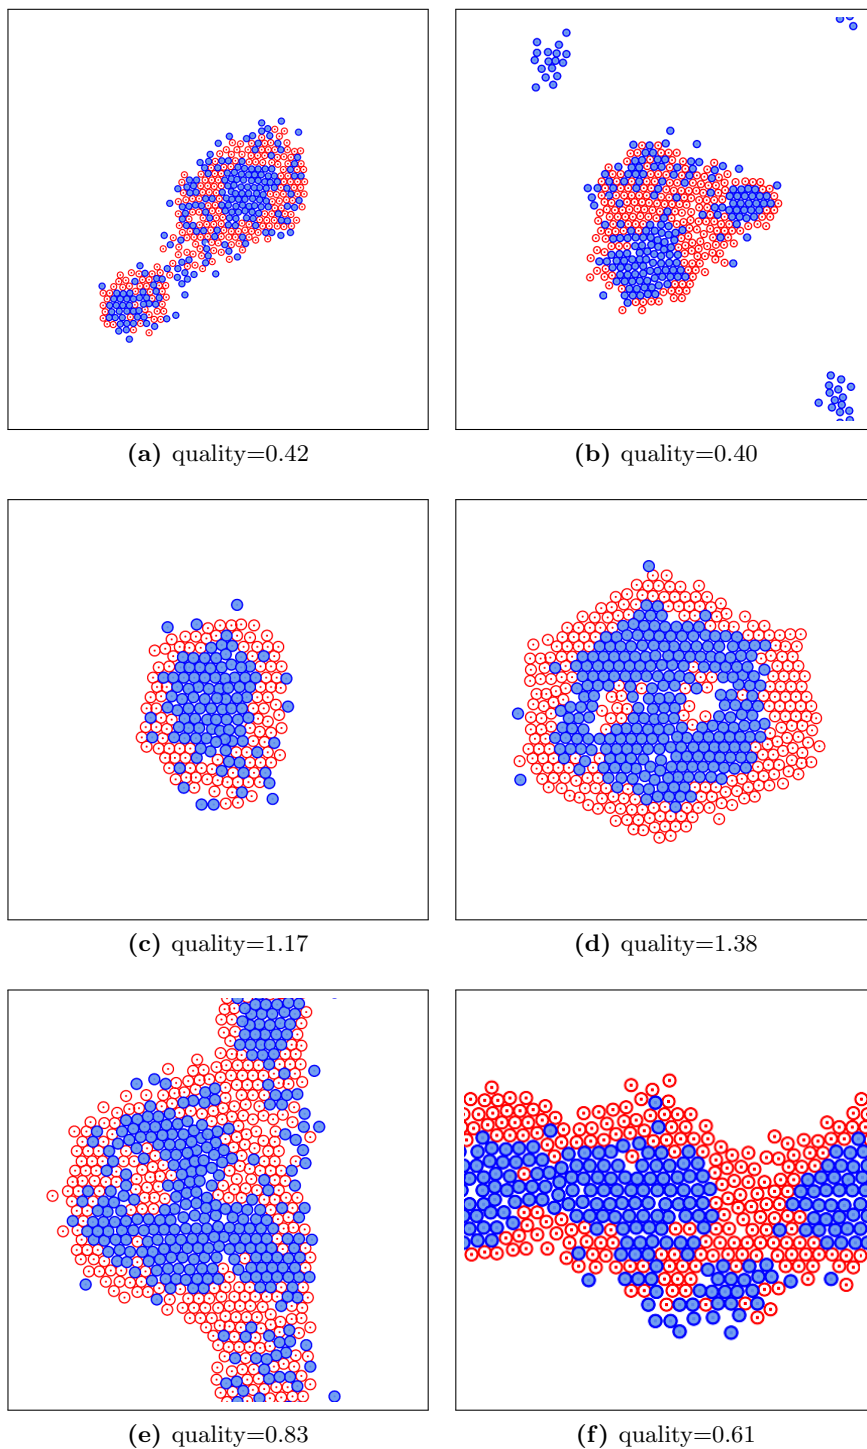 (a) quality=0.42
(b) quality=0.40
(c) quality=1.17
(d) quality=1.38
(e) quality=0.83
(f) quality=0.61